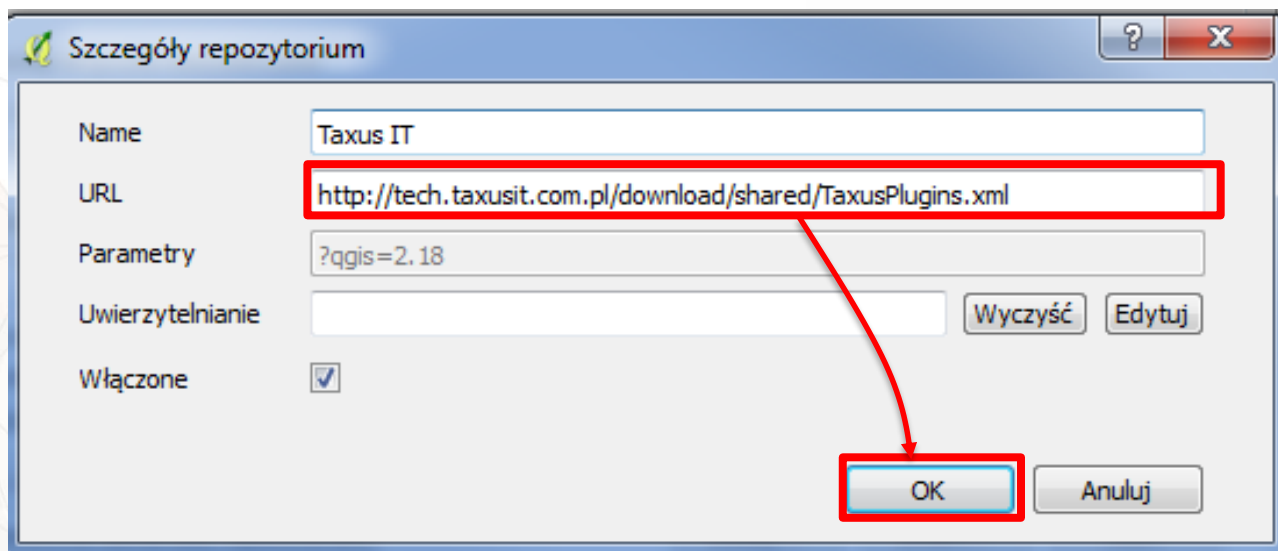 Szczegóły repozytorium
Name Taxus IT
URL http://tech.taxusit.com.pl/download/shared/TaxusPlugins.xml
Parametry ?qgis=2.18
Uwierzytelnianie Wyczyść Edytuj
Włączone
OK Anuluj